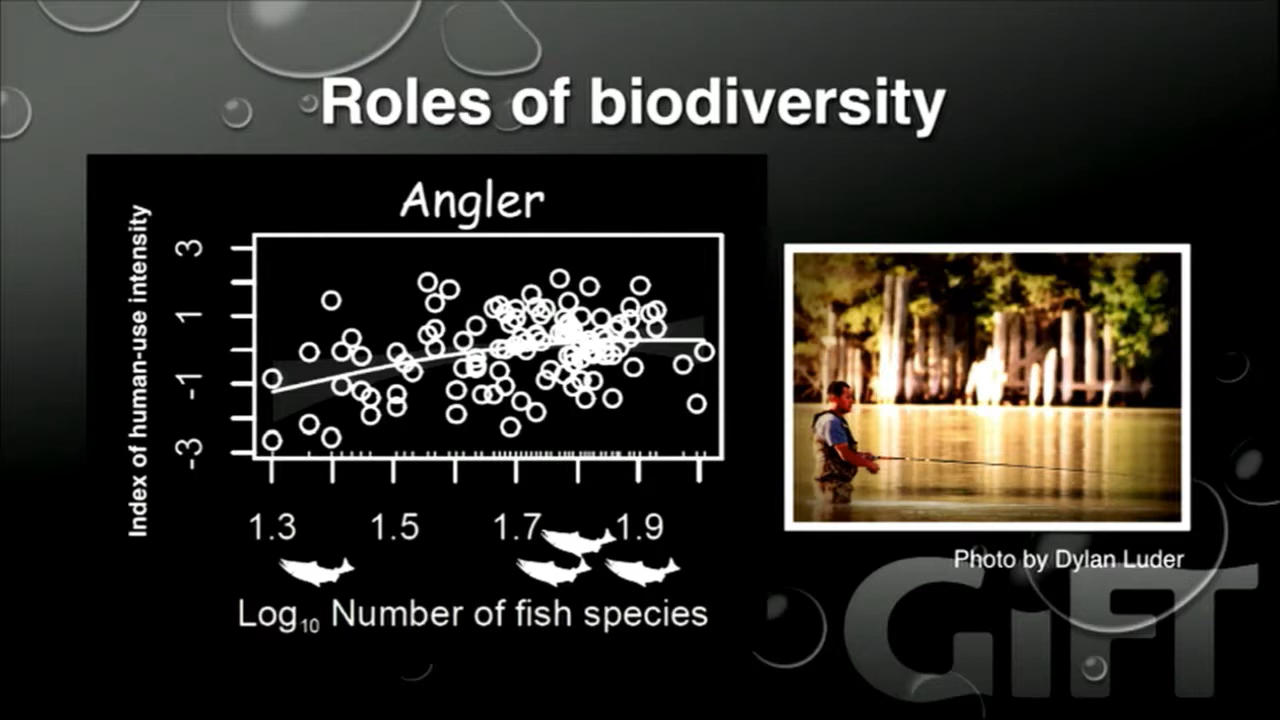 Roles of biodiversity
Angler
Index of human-use intensity
3
1
-1
-3
1.3 1.5 1.7 1.9
Log₁₀ Number of fish species
Photo by Dylan Luder
GiFT